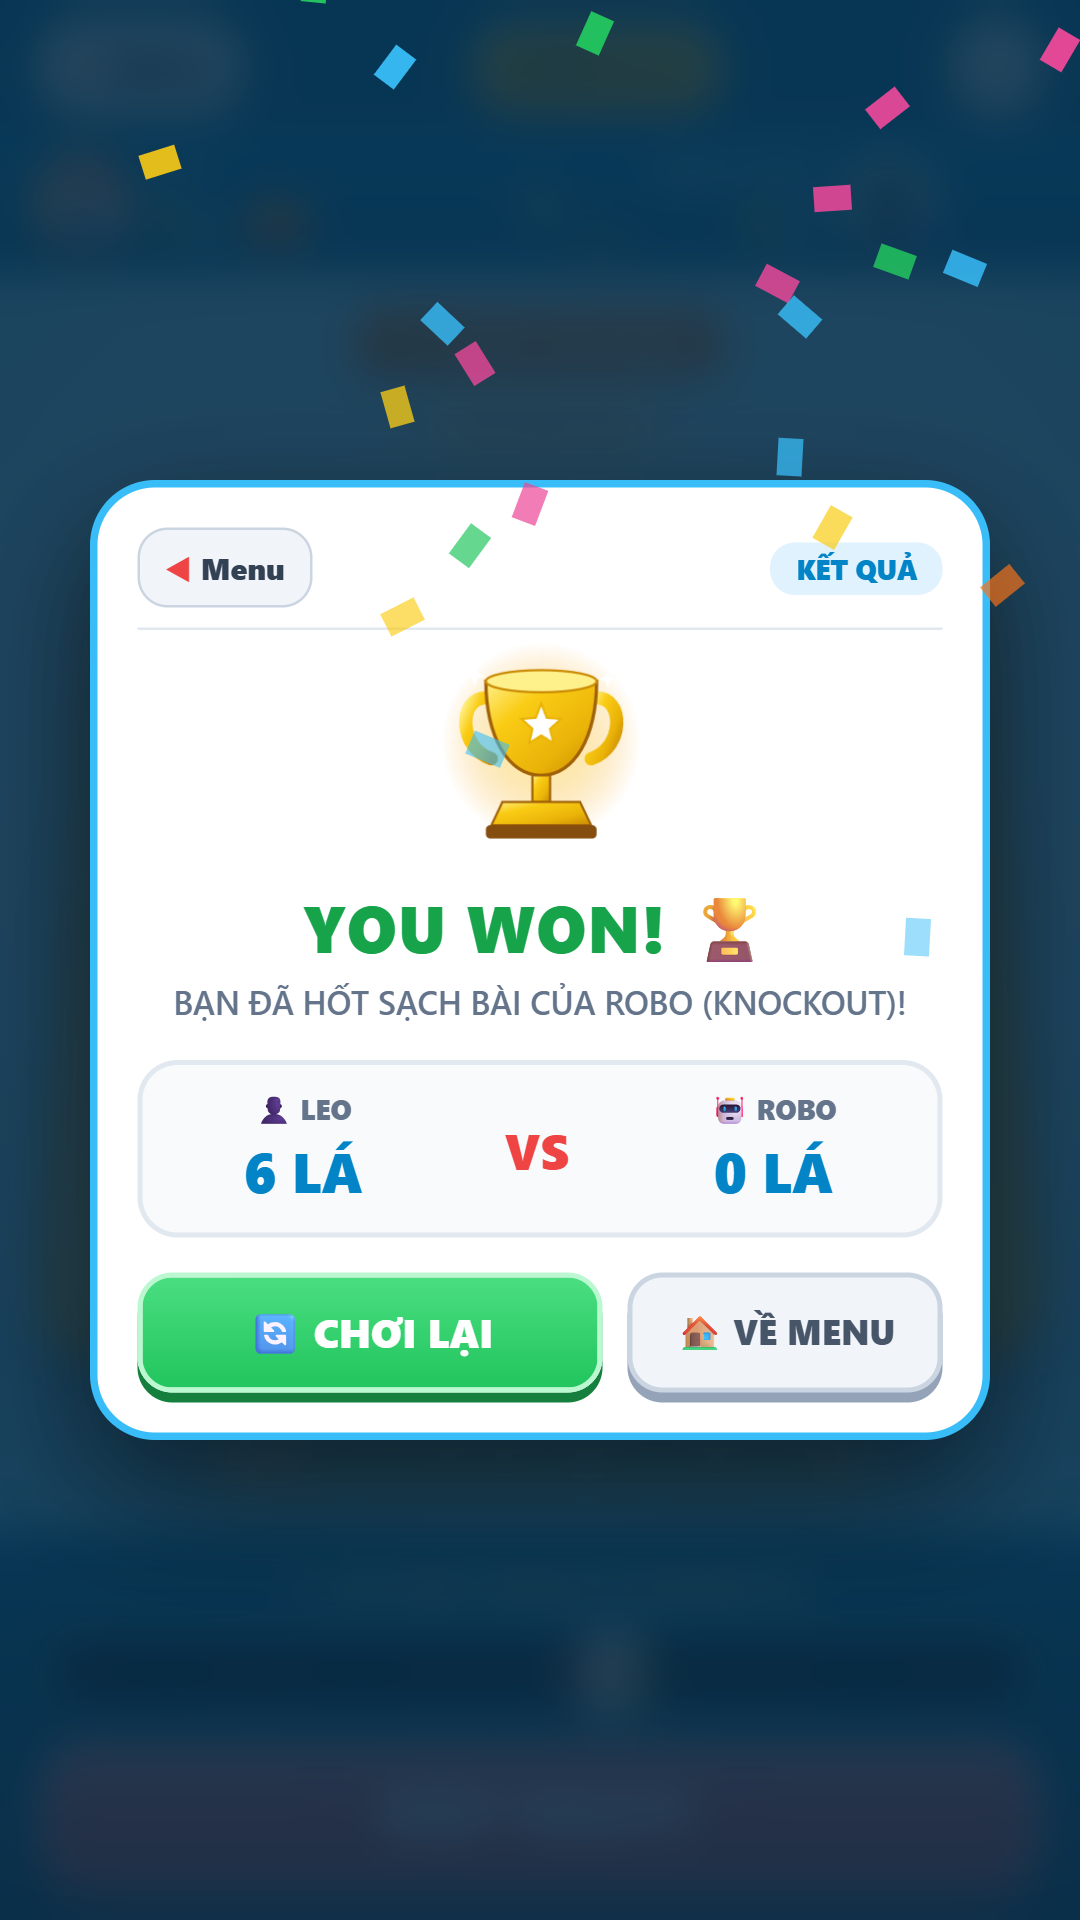 Menu
KẾT QUẢ
YOU WON!
BẠN ĐÃ HỐT SẠCH BÀI CỦA ROBO (KNOCKOUT)!
LEO
6 LÁ
VS
ROBO
0 LÁ
CHƠI LẠI
VỀ MENU